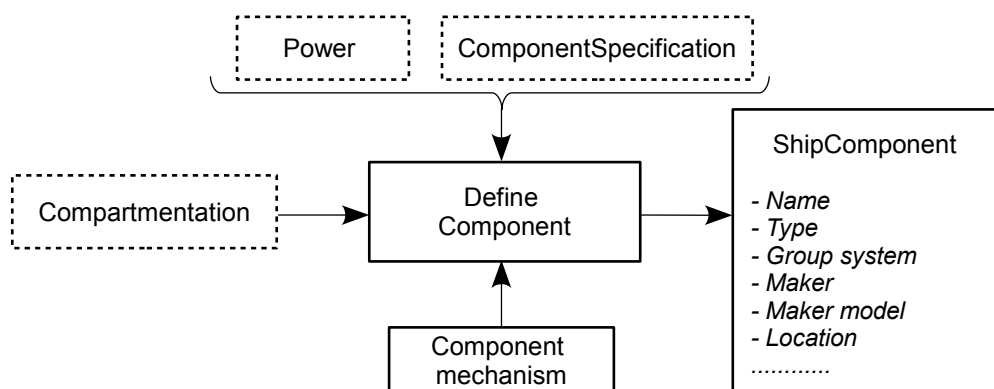 Power
ComponentSpecification
Compartmentation
Define
Component
Component
mechanism
ShipComponent
- Name
- Type
- Group system
- Maker
- Maker model
- Location
............